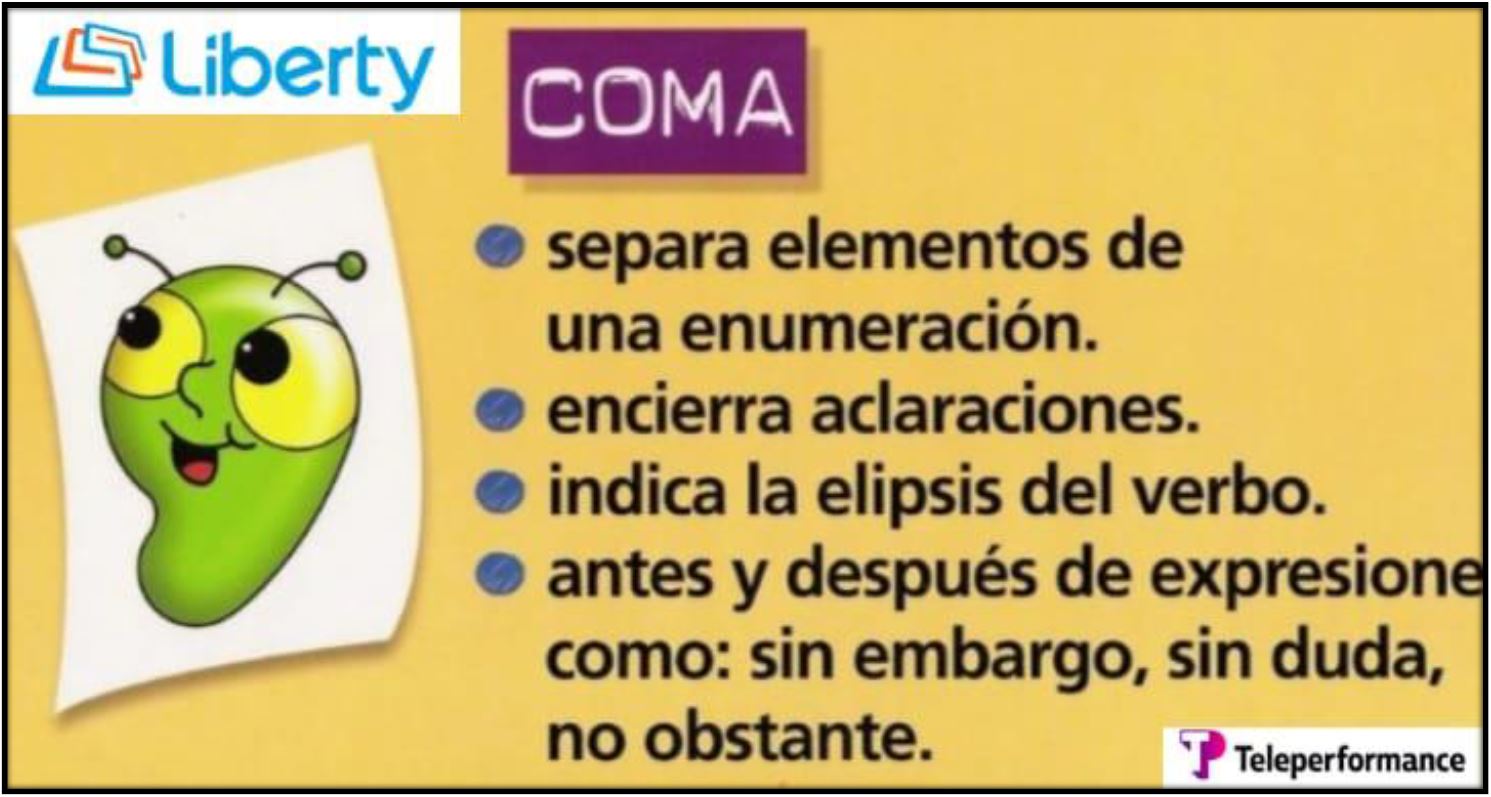 Liberty
COMA
separa elementos de
una enumeración.
encierra aclaraciones.
indica la elipsis del verbo.
antes y después de expresione
como: sin embargo, sin duda,
no obstante.
Teleperformance